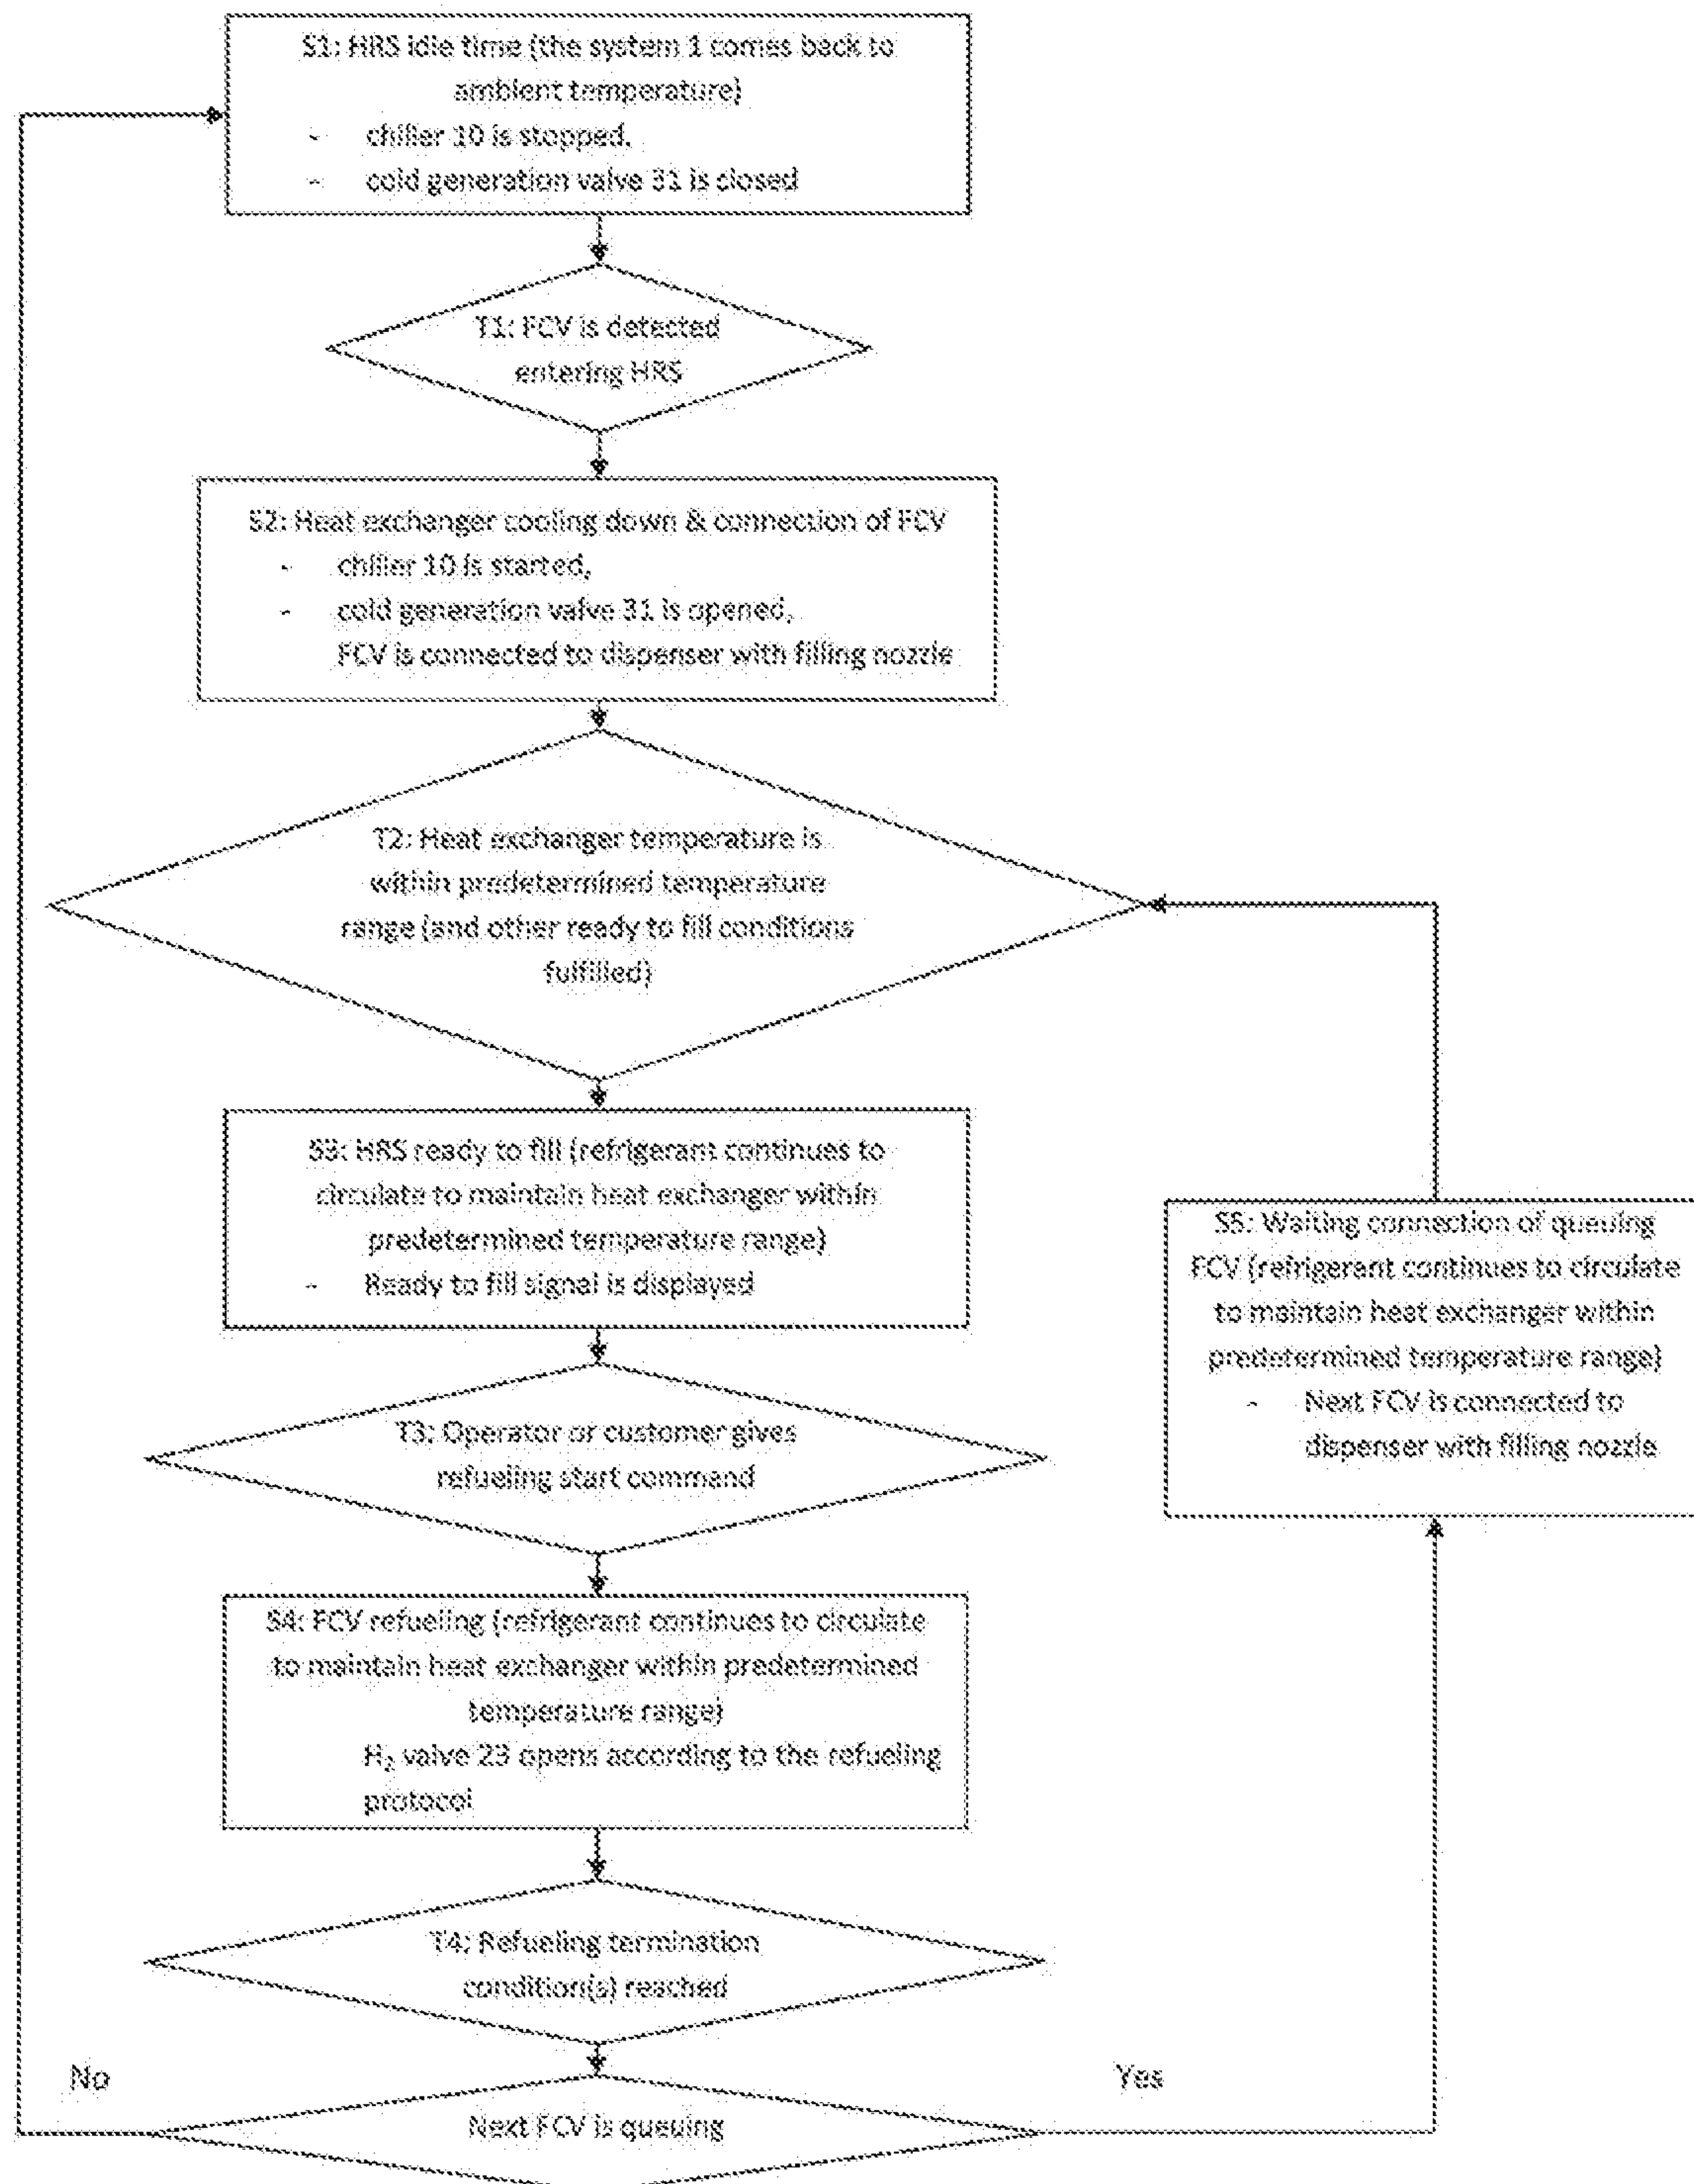 S1: HRS idle time (the system 1 comes back to
ambient temperature)
- chiller 10 is stopped,
- cold generation valve 31 is closed
T1: FCV is detected
entering HRS
S2: Heat exchanger cooling down & connection of FCV
- chiller 10 is started,
- cold generation valve 31 is opened,
FCV is connected to dispenser with filling nozzle
T2: Heat exchanger temperature is
within predetermined temperature
range (and other ready to fill conditions
fulfilled)
S3: HRS ready to fill (refrigerant continues to
circulate to maintain heat exchanger within
predetermined temperature range)
- Ready to fill signal is displayed
S5: Waiting connection of queuing
FCV (refrigerant continues to circulate
to maintain heat exchanger within
predetermined temperature range)
- Next FCV is connected to
dispenser with filling nozzle
T3: Operator or customer gives
refueling start command
S4: FCV refueling (refrigerant continues to circulate
to maintain heat exchanger within predetermined
temperature range)
H₂ valve 23 opens according to the refueling
protocol
T4: Refueling termination
condition(s) reached
No
Yes
Next FCV is queuing